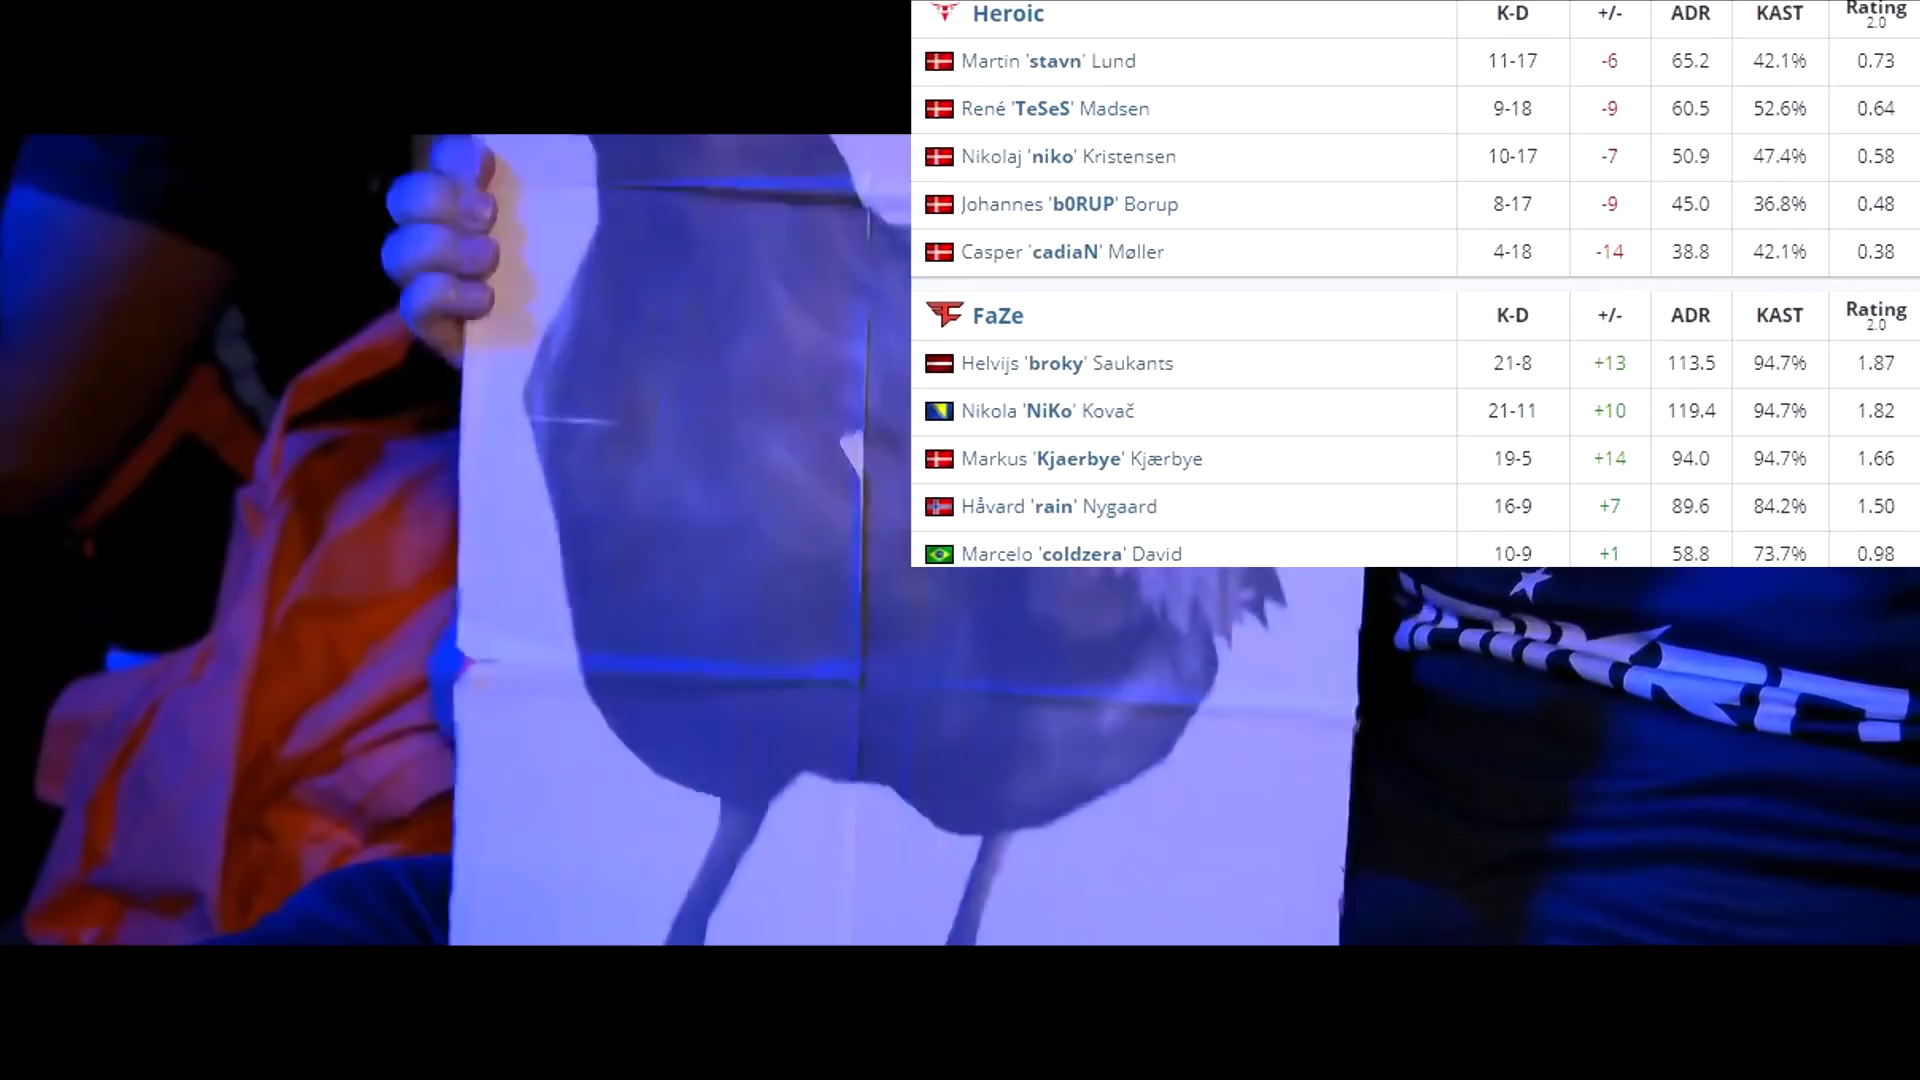 Heroic K-D +/- ADR KAST Rating 2.0
Martin 'stavn' Lund 11-17 -6 65.2 42.1% 0.73
René 'TeSeS' Madsen 9-18 -9 60.5 52.6% 0.64
Nikolaj 'niko' Kristensen 10-17 -7 50.9 47.4% 0.58
Johannes 'b0RUP' Borup 8-17 -9 45.0 36.8% 0.48
Casper 'cadiaN' Møller 4-18 -14 38.8 42.1% 0.38
FaZe K-D +/- ADR KAST Rating 2.0
Helvijs 'broky' Saukants 21-8 +13 113.5 94.7% 1.87
Nikola 'NiKo' Kovač 21-11 +10 119.4 94.7% 1.82
Markus 'Kjaerbye' Kjærbye 19-5 +14 94.0 94.7% 1.66
Håvard 'rain' Nygaard 16-9 +7 89.6 84.2% 1.50
Marcelo 'coldzera' David 10-9 +1 58.8 73.7% 0.98